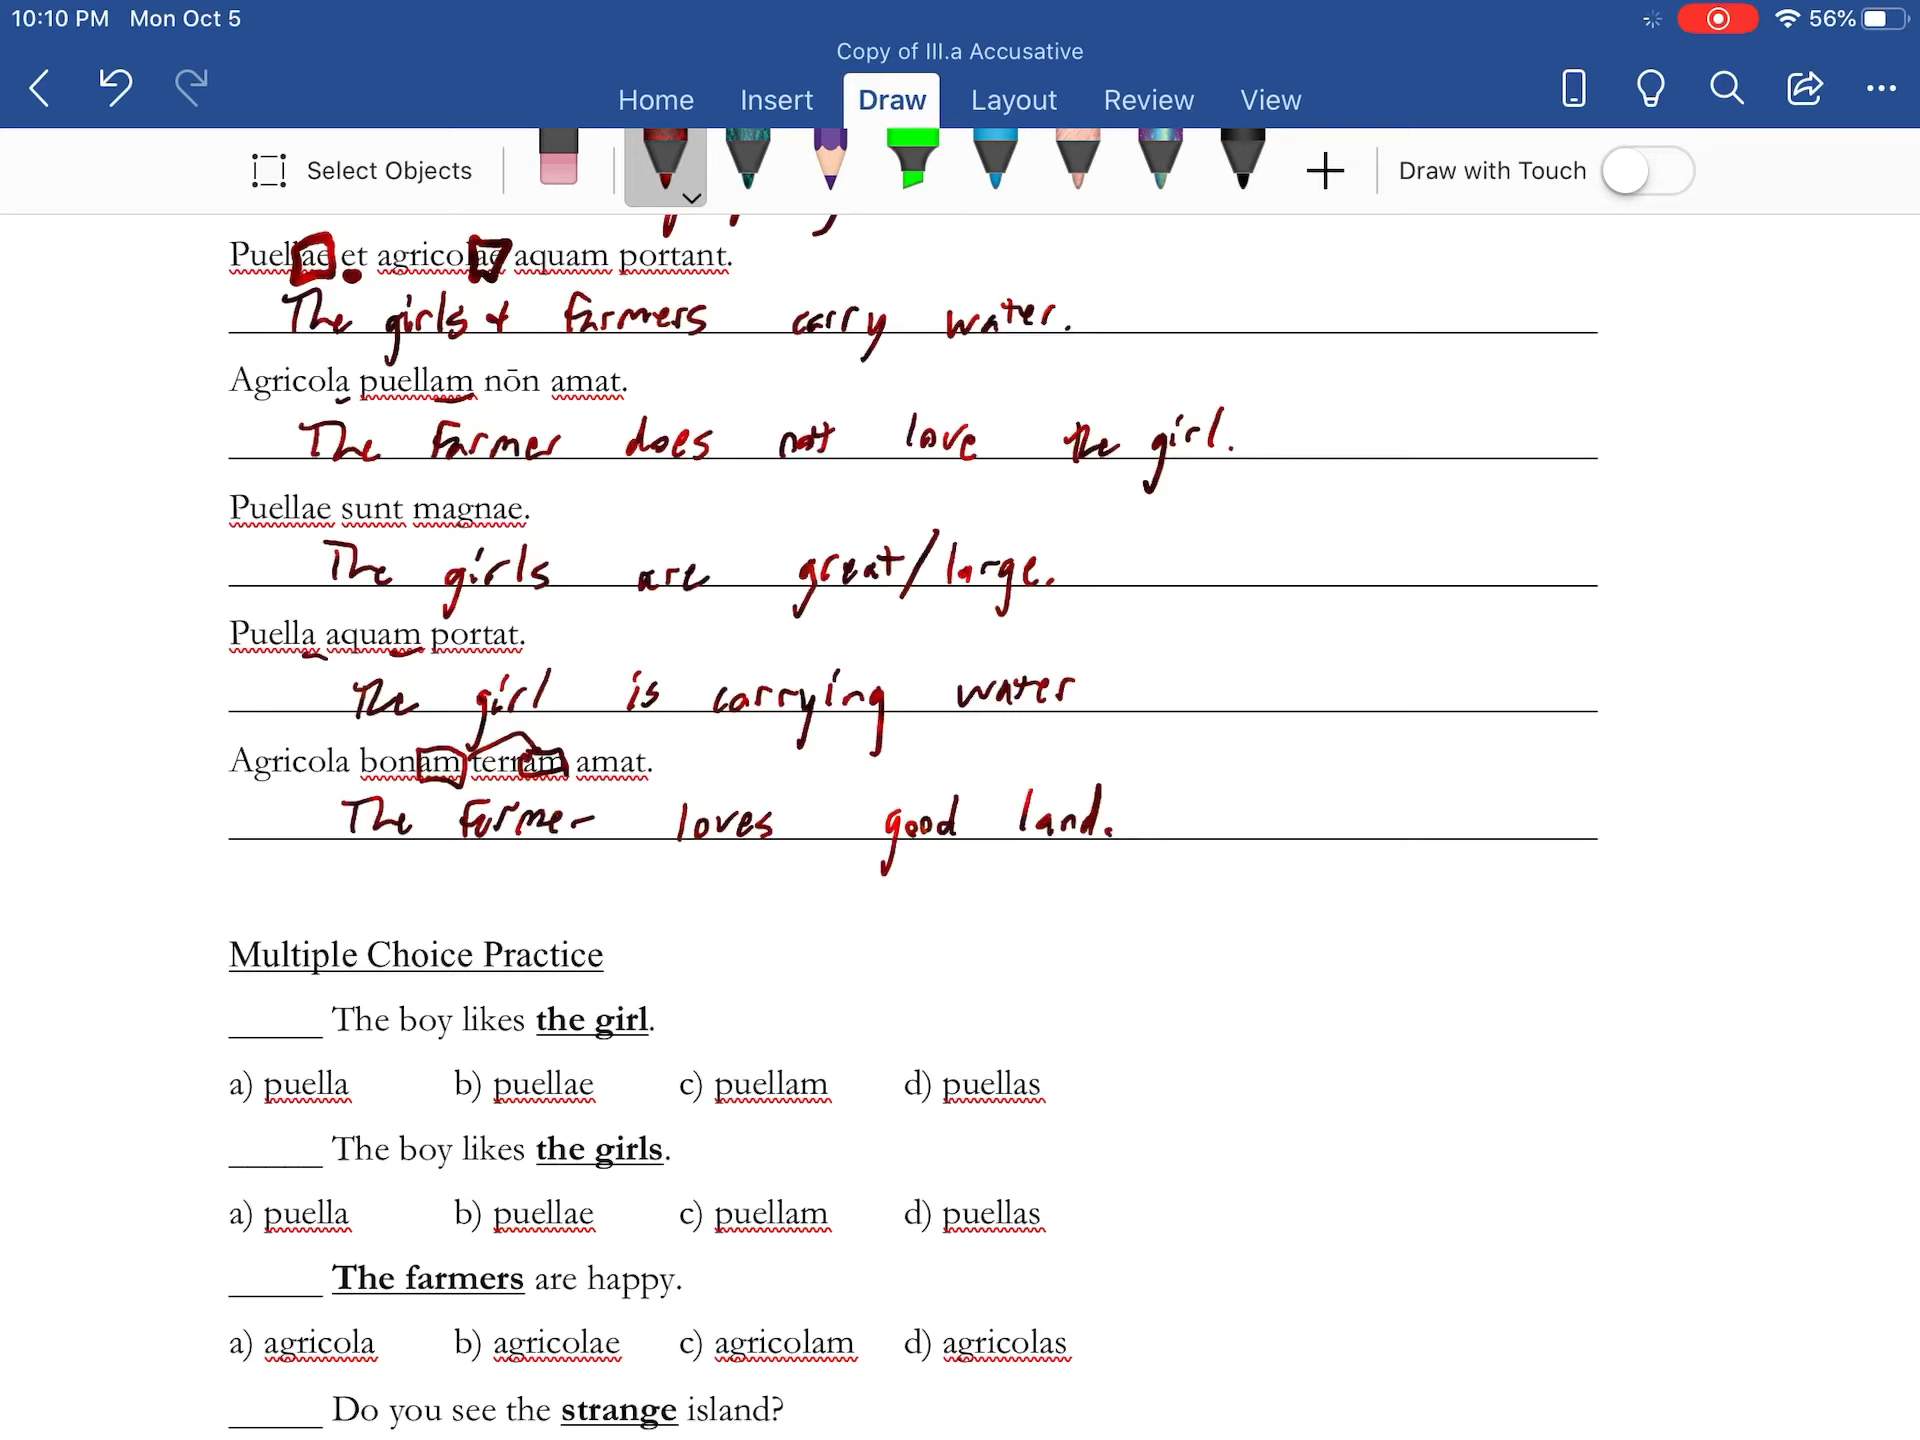 10:10 PM Mon Oct 5 56%
Copy of III.a Accusative
Home Insert Draw Layout Review View
Select Objects Draw with Touch
Puellae et agricolae aquam portant.
The girls + farmers carry water.
Agricola puellam nōn amat.
The farmer does not love the girl.
Puellae sunt magnae.
The girls are great/large.
Puella aquam portat.
The girl is carrying water
Agricola bonam terram amat.
The farmer loves good land.
Multiple Choice Practice
______ The boy likes the girl.
a) puella b) puellae c) puellam d) puellas
______ The boy likes the girls.
a) puella b) puellae c) puellam d) puellas
______ The farmers are happy.
a) agricola b) agricolae c) agricolam d) agricolas
______ Do you see the strange island?